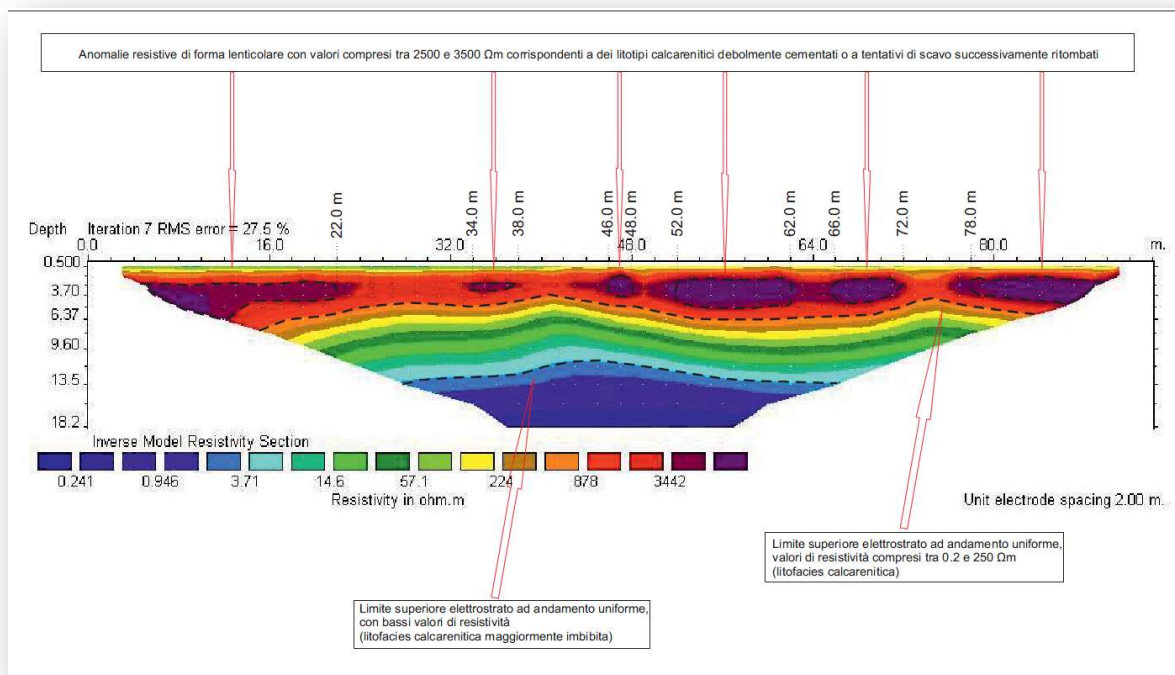 Anomalie resistive di forma lenticolare con valori compresi tra 2500 e 3500 Ωm corrispondenti a dei litotipi calcarenitici debolmente cementati o a tentativi di scavo successivamente ritombati
22.0 m
34.0 m
38.0 m
46.0 m
48.0 m
52.0 m
62.0 m
66.0 m
72.0 m
78.0 m
Depth Iteration 7 RMS error = 27.5 %
0.0 16.0 32.0 48.0 64.0 80.0 m.
0.500
3.70
6.37
9.60
13.5
18.2
Inverse Model Resistivity Section
0.241 0.946 3.71 14.6 57.1 224 878 3442
Resistivity in ohm.m
Unit electrode spacing 2.00 m.
Limite superiore elettrostrato ad andamento uniforme,
valori di resistività compresi tra 0.2 e 250 Ωm
(litofacies calcarenitica)
Limite superiore elettrostrato ad andamento uniforme,
con bassi valori di resistività
(litofacies calcarenitica maggiormente imbibita)